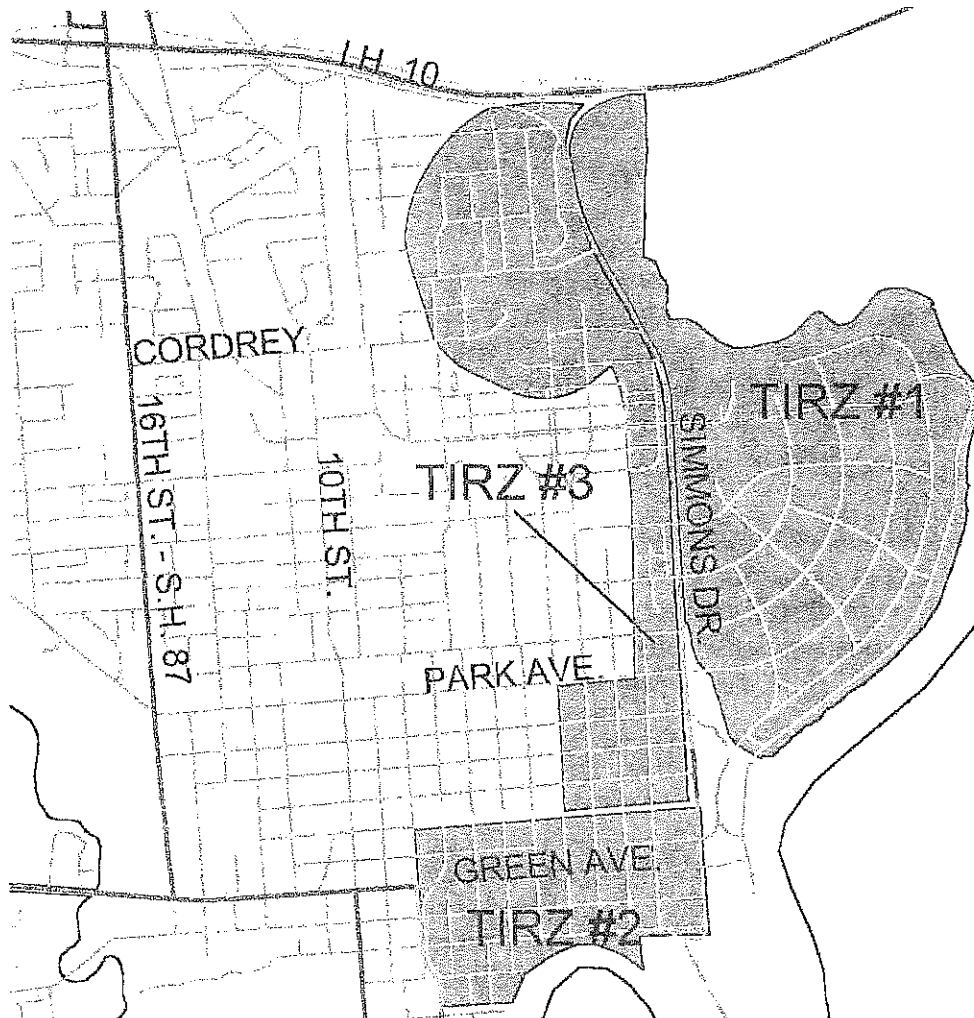 I.H. 10
CORDREY
TIRZ #1
16TH ST. - S.H. 87
10TH ST.
TIRZ #3
SIMMONS DR.
PARK AVE.
GREEN AVE.
TIRZ #2